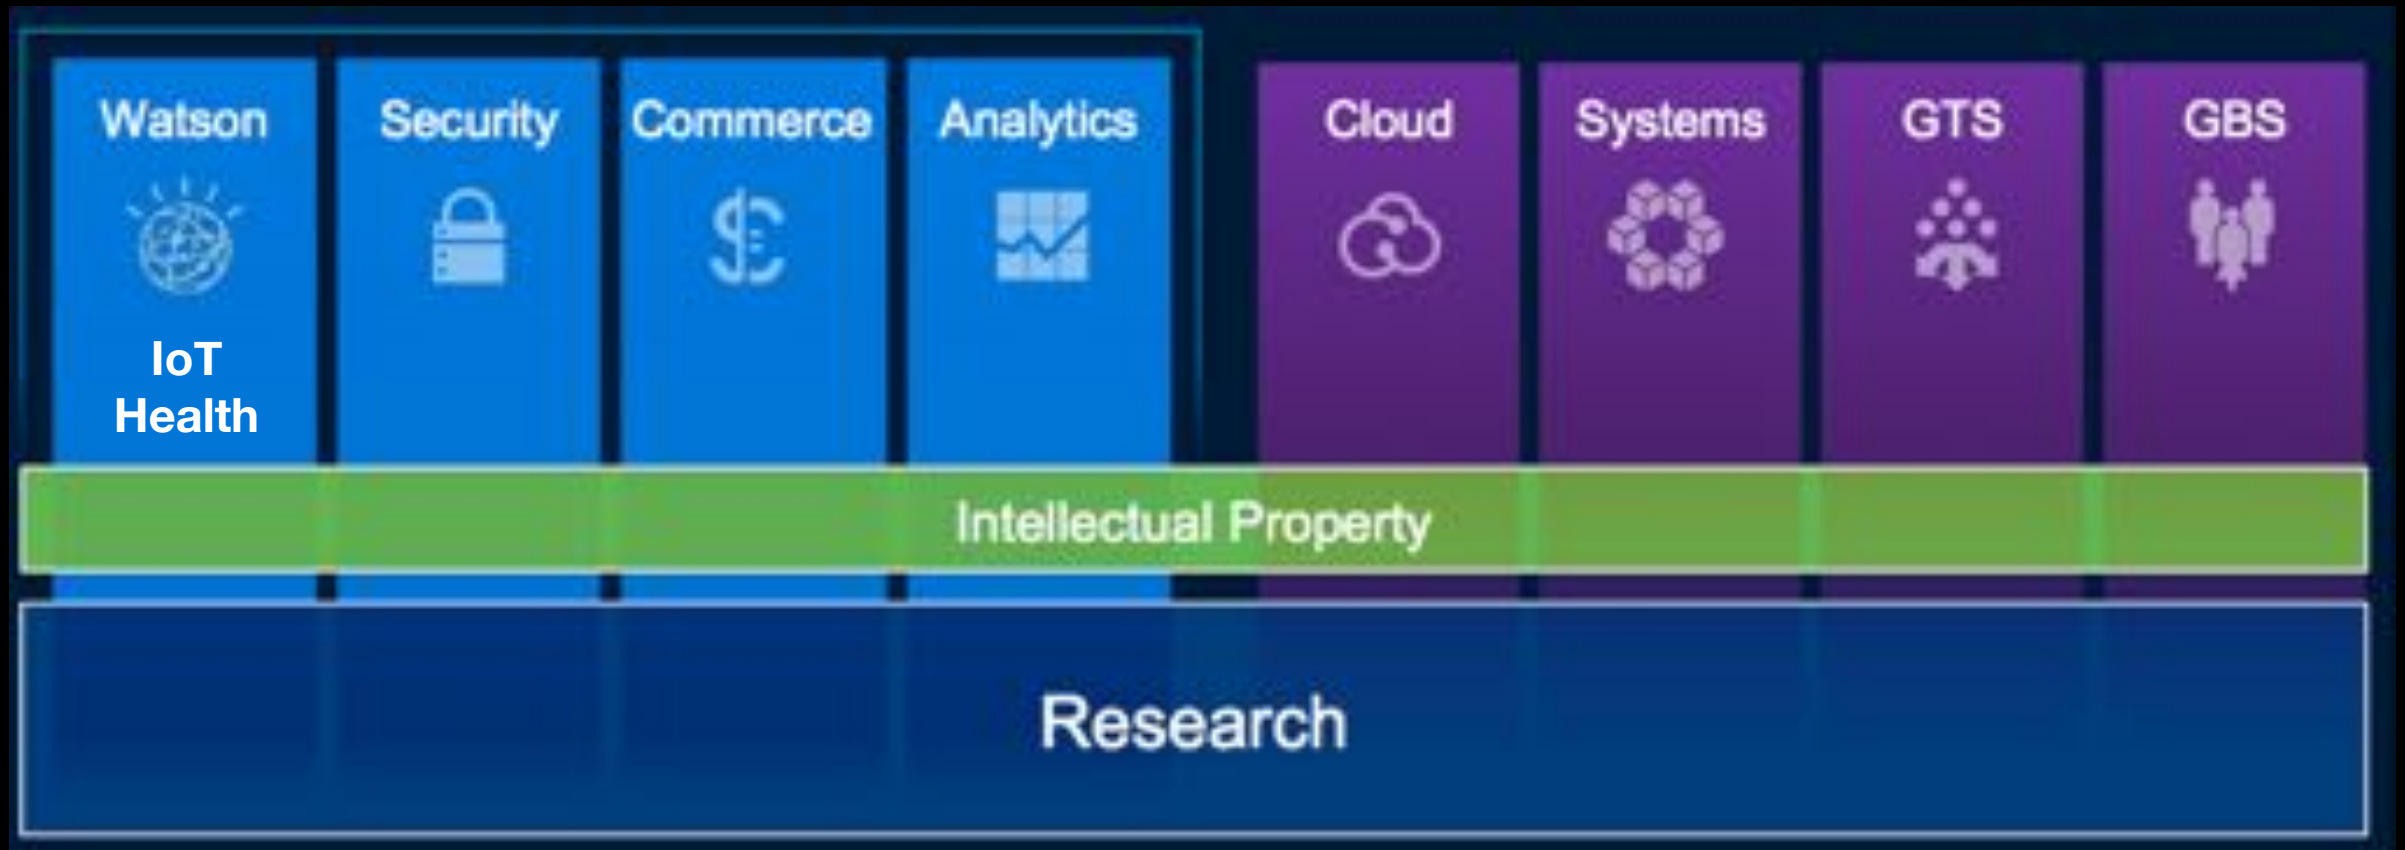 Watson
Security
Commerce
Analytics
Cloud
Systems
GTS
GBS
IoT
Health
Intellectual Property
Research